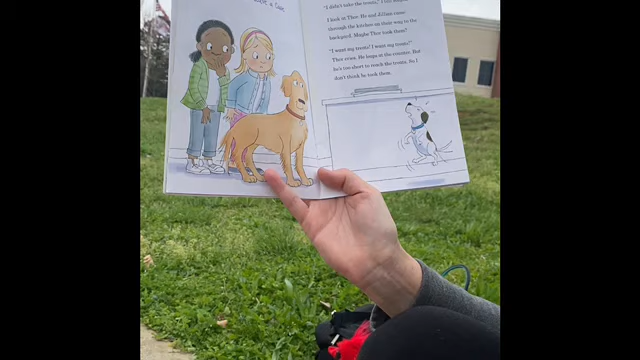 a Case
"I didn't take the treats," I tell
I look at Thor. He and Jillian came
through the kitchen on their way to the
backyard. Maybe Thor took them?
"I want my treats! I want my treats!"
Thor yips. He leaps at the counter. But
he's too short to reach the treats. So I
don't think he took them.